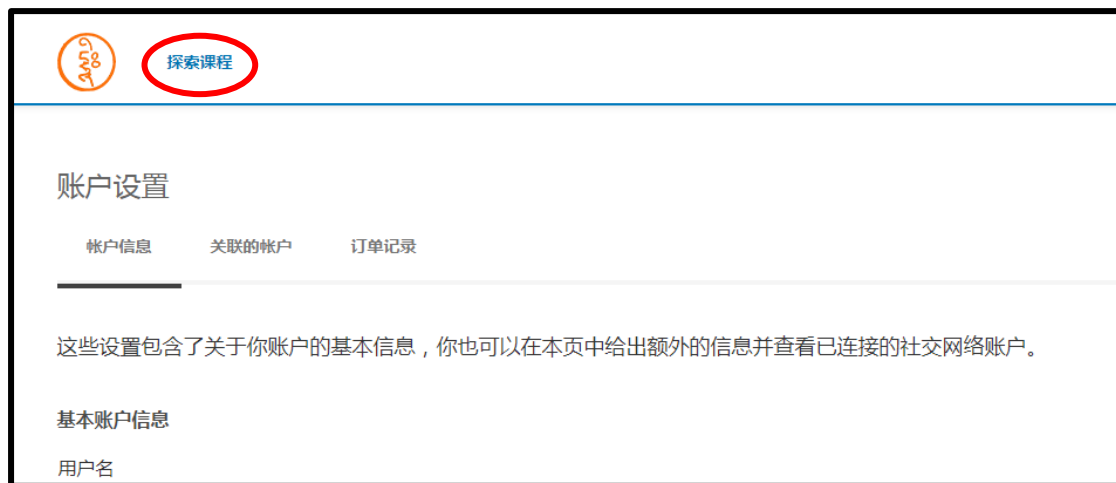 探索课程
账户设置
帐户信息 关联的帐户 订单记录
这些设置包含了关于你账户的基本信息，你也可以在本页中给出额外的信息并查看已连接的社交网络账户。
基本账户信息
用户名